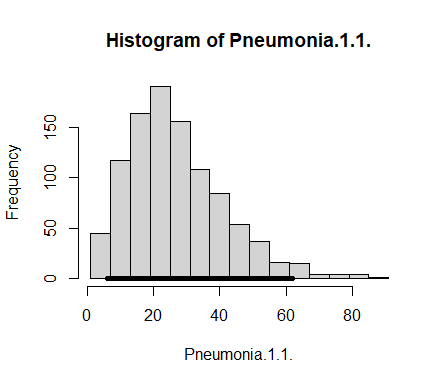 Histogram of Pneumonia.1.1.
Frequency
150
100
50
0
0 20 40 60 80
Pneumonia.1.1.